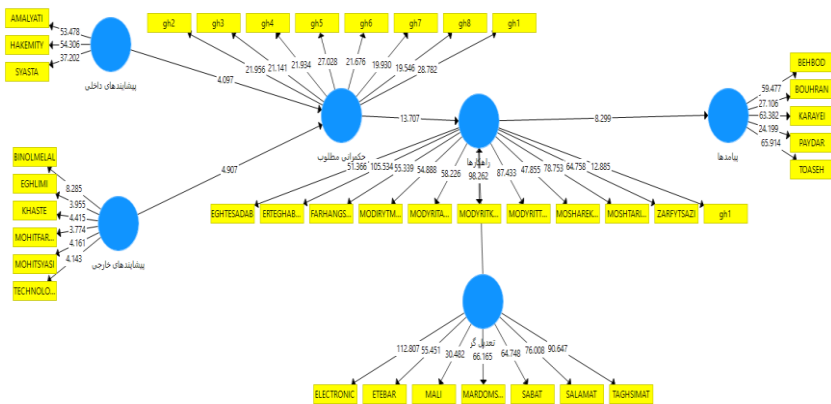 AMALYATI
HAKEMITY
SYASTA
53.478
54.306
37.202
پیشایندهای داخلی
4.097
gh2
gh3
gh4
gh5
gh6
gh7
gh8
gh1
21.956
21.141
21.934
27.028
21.676
19.930
19.546
28.782
حکمرانی مطلوب
13.707
راهکارها
8.299
BEHBOD
BOUHRAN
KARAYEI
PAYDAR
TOASEH
59.477
27.106
63.382
24.199
65.914
پیامدها
4.907
BINOLMELAL
EGHLIMI
KHASTE
MOHITFAR...
MOHITSYASI
TECHNOLO...
8.285
3.955
4.415
3.774
4.161
4.143
پیشایندهای خارجی
51.366
105.534
55.339
54.888
58.226
98.262
87.433
47.855
78.753
64.758
12.885
EGHTESADAB
ERTEGHAB...
FARHANGS...
MODIRYTM...
MODYRITA...
MODYRITK...
MODYRITT...
MOSHAREK...
MOSHTARI...
ZARFYTSAZI
gh1
تعدیل گر
112.807
55.451
30.482
66.165
64.748
76.008
90.647
ELECTRONIC
ETEBAR
MALI
MARDOMS...
SABAT
SALAMAT
TAGHSIMAT